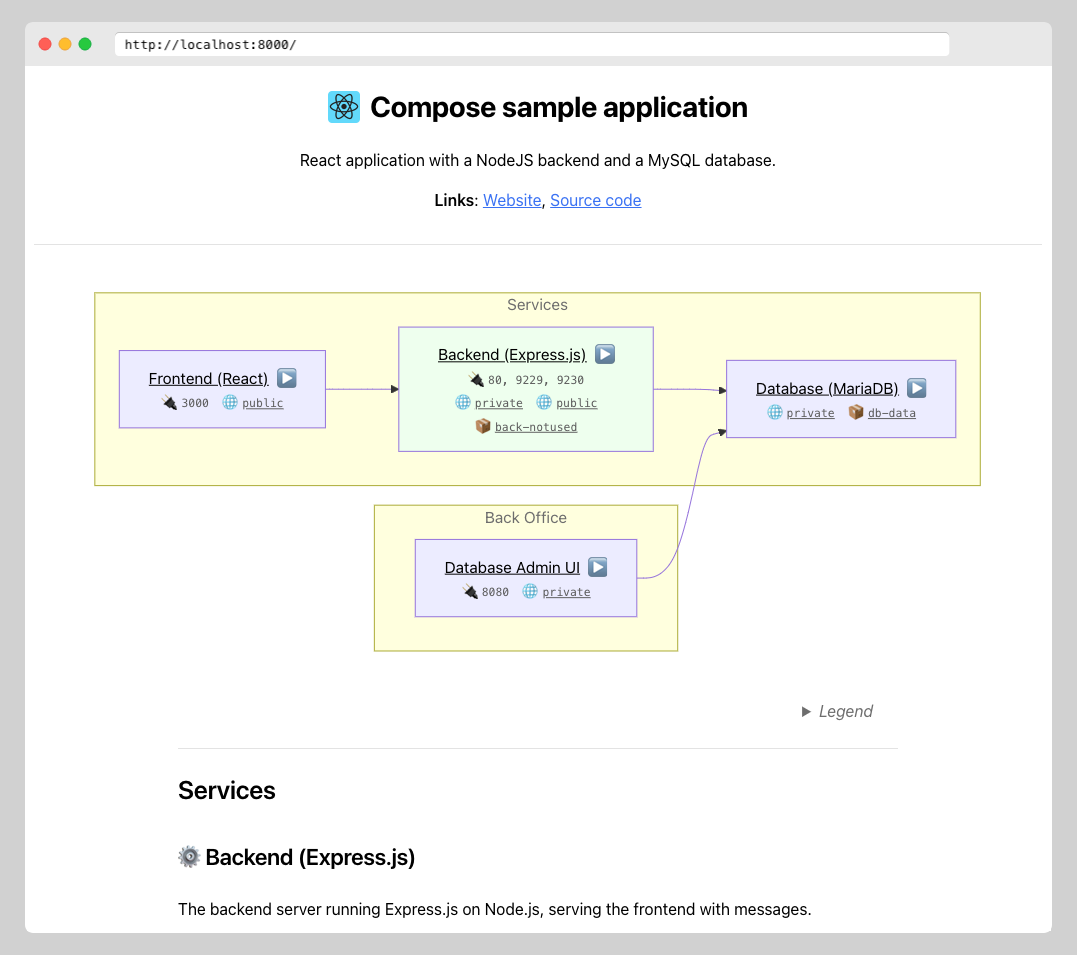 http://localhost:8000/
Compose sample application
React application with a NodeJS backend and a MySQL database.
Links: Website, Source code
Services
Frontend (React)
3000 public
Backend (Express.js)
80, 9229, 9230
private public
back-notused
Database (MariaDB)
private db-data
Back Office
Database Admin UI
8080 private
Legend
Services
Backend (Express.js)
The backend server running Express.js on Node.js, serving the frontend with messages.